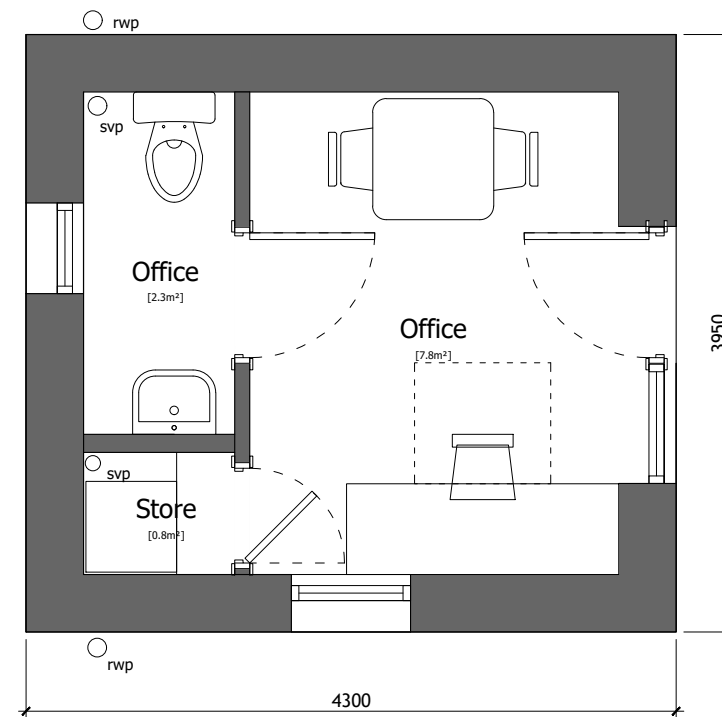 rwp
svp
Office
[2.3m²]
Office
[7.8m²]
3950
svp
Store
[0.8m²]
rwp
4300